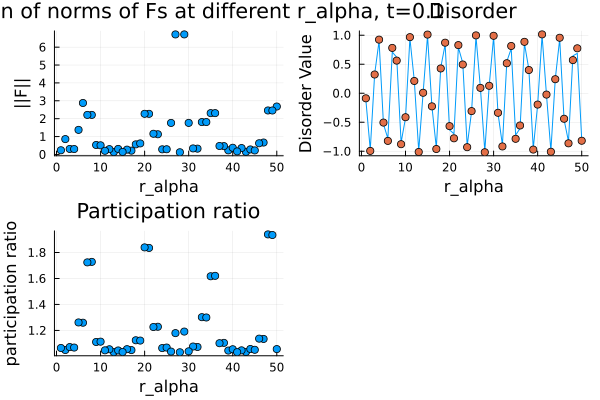 n of norms of Fs at different r_alpha, t=0.1
Disorder
||F||
6
5
4
3
2
1
0
0 10 20 30 40 50
r_alpha
Disorder Value
1.0
0.5
0.0
−0.5
−1.0
0 10 20 30 40 50
r_alpha
Participation ratio
participation ratio
1.8
1.6
1.4
1.2
0 10 20 30 40 50
r_alpha